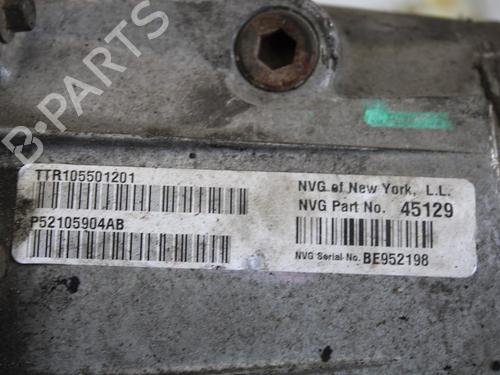 B-PARTS
TTR105501201
P52105904AB
NVG of New York, L.L.
NVG Part No. 45129
NVG Serial No. BE952198